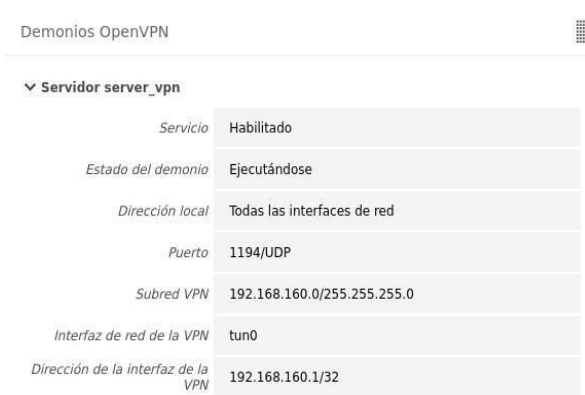 Demonios OpenVPN
Servidor server_vpn
Servicio Habilitado
Estado del demonio Ejecutándose
Dirección local Todas las interfaces de red
Puerto 1194/UDP
Subred VPN 192.168.160.0/255.255.255.0
Interfaz de red de la VPN tun0
Dirección de la interfaz de la
VPN 192.168.160.1/32